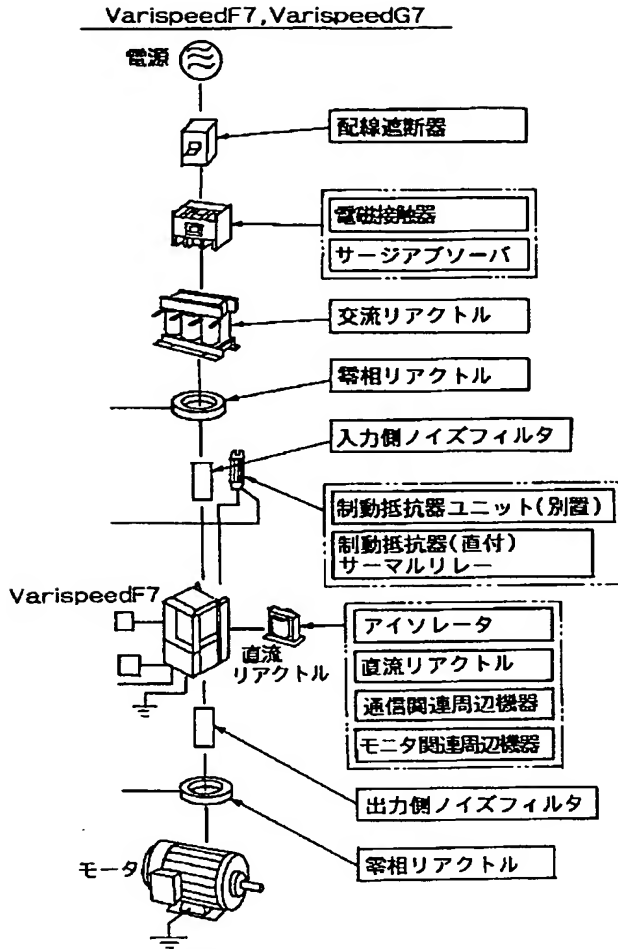 VarispeedF7,VarispeedG7
電源
配線遮断器
電磁接触器
サージアブソーバ
交流リアクトル
零相リアクトル
入力側ノイズフィルタ
制動抵抗器ユニット(別置)
制動抵抗器(直付)
サーマルリレー
VarispeedF7
直流
リアクトル
アイソレータ
直流リアクトル
通信関連周辺機器
モニタ関連周辺機器
出力側ノイズフィルタ
零相リアクトル
モータ